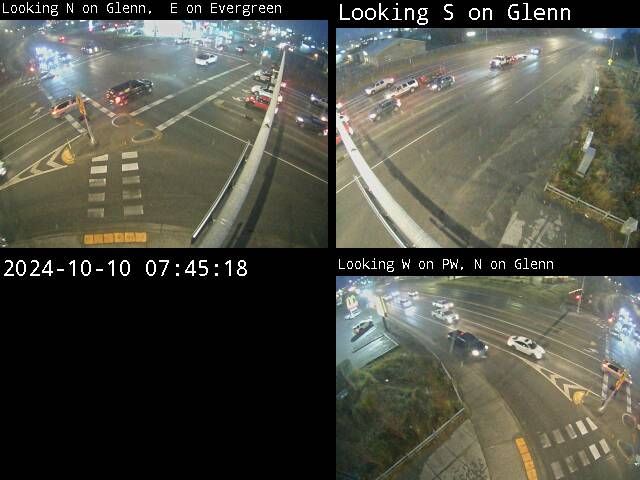 Looking N on Glenn, E on Evergreen
Looking S on Glenn
2024-10-10 07:45:18
Looking W on PW, N on Glenn